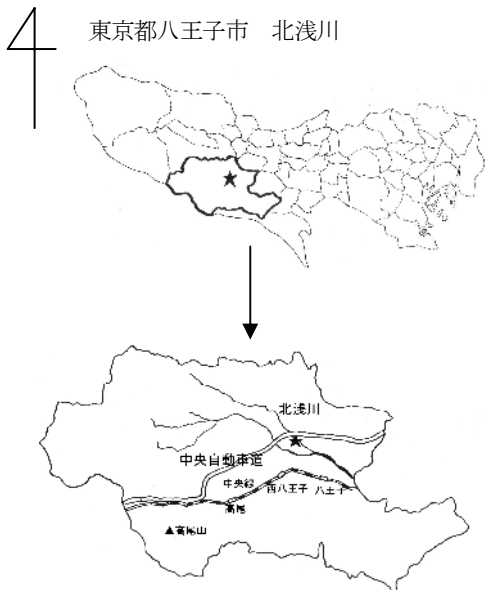 東京都八王子市 北浅川
北浅川
中央自動車道
中央線
西八王子
八王子
高尾
▲高尾山